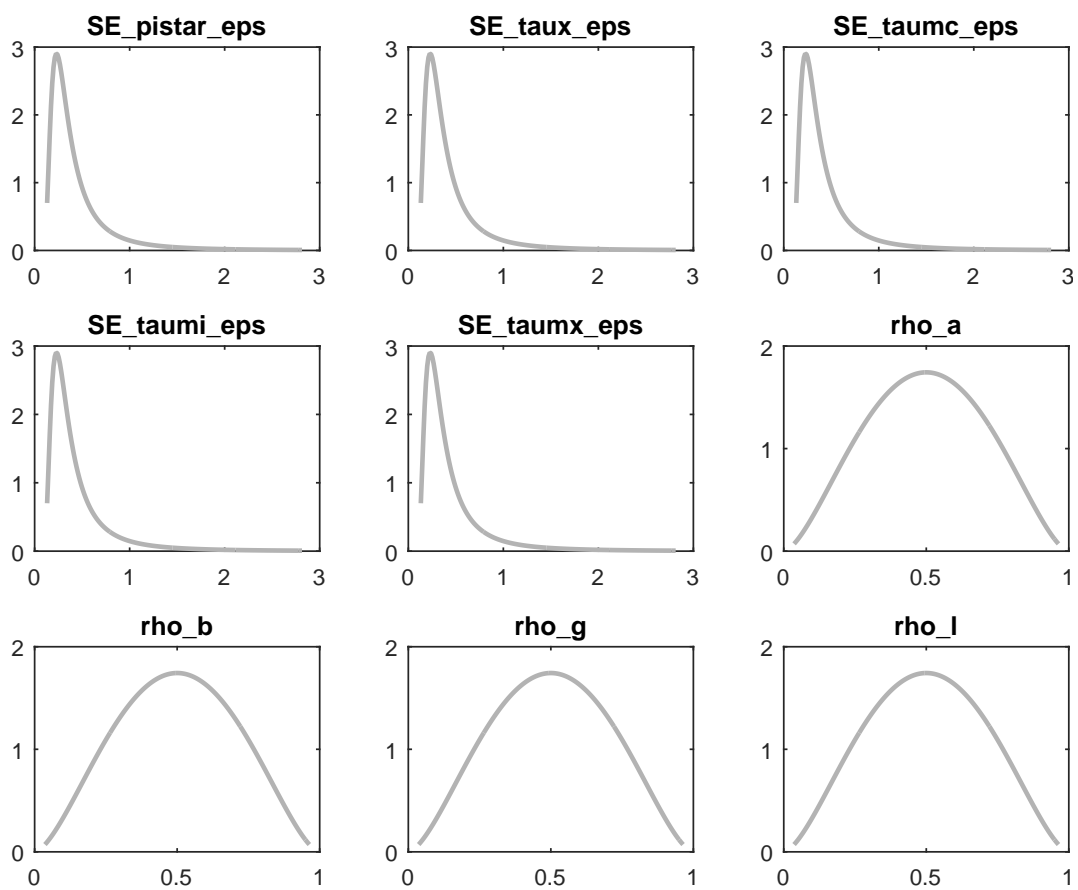 SE_pistar_eps SE_taux_eps SE_taumc_eps
3 3 3
2 2 2
1 1 1
0 0 0
0 1 2 3 0 1 2 3 0 1 2 3
SE_taumi_eps SE_taumx_eps rho_a
3 3 2
2 2
1 1 1
0 0 0
0 1 2 3 0 1 2 3 0 0.5 1
rho_b rho_g rho_l
2 2 2
1 1 1
0 0 0
0 0.5 1 0 0.5 1 0 0.5 1